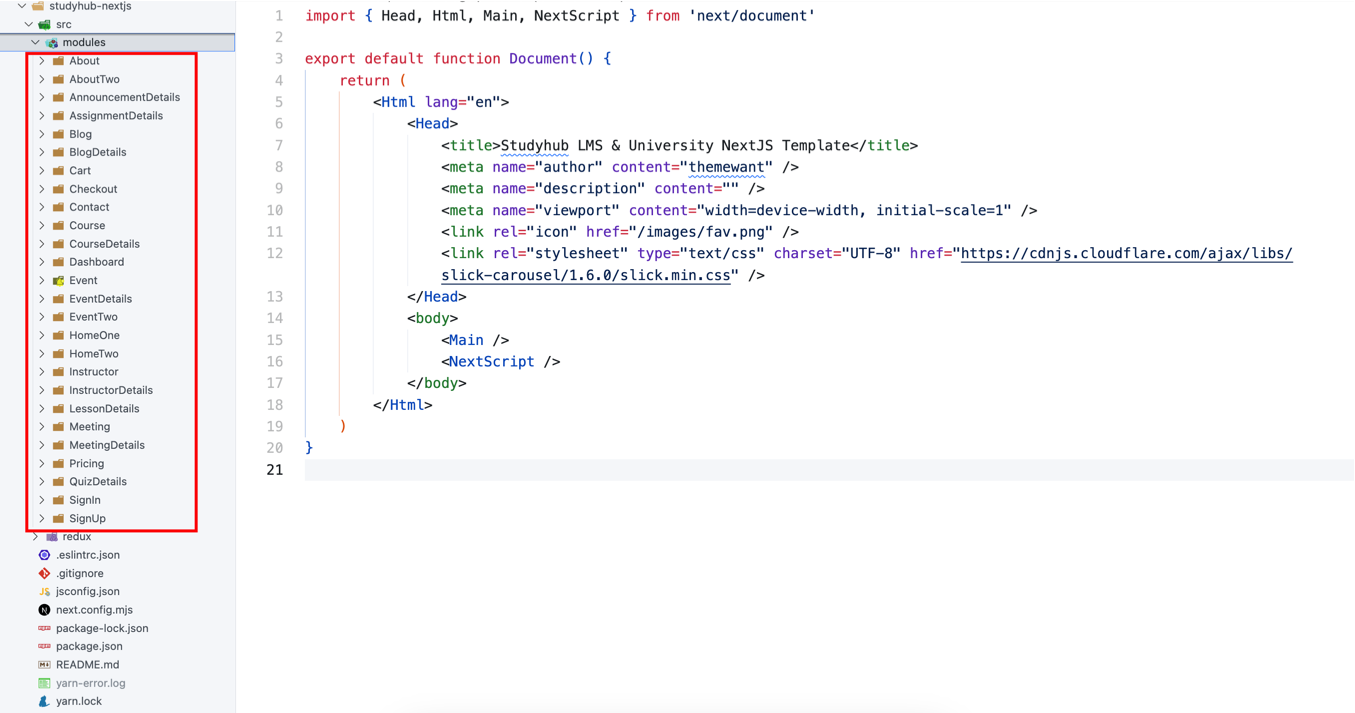 studyhub-nextjs
src
modules
About
AboutTwo
AnnouncementDetails
AssignmentDetails
Blog
BlogDetails
Cart
Checkout
Contact
Course
CourseDetails
Dashboard
Event
EventDetails
EventTwo
HomeOne
HomeTwo
Instructor
InstructorDetails
LessonDetails
Meeting
MeetingDetails
Pricing
QuizDetails
SignIn
SignUp
redux
.eslintrc.json
.gitignore
JS jsconfig.json
N next.config.mjs
package-lock.json
package.json
README.md
yarn-error.log
yarn.lock
1 import { Head, Html, Main, NextScript } from 'next/document'
2
3 export default function Document() {
4 return (
5 <Html lang="en">
6 <Head>
7 <title>Studyhub LMS & University NextJS Template</title>
8 <meta name="author" content="themewant" />
9 <meta name="description" content="" />
10 <meta name="viewport" content="width=device-width, initial-scale=1" />
11 <link rel="icon" href="/images/fav.png" />
12 <link rel="stylesheet" type="text/css" charset="UTF-8" href="https://cdnjs.cloudflare.com/ajax/libs/
slick-carousel/1.6.0/slick.min.css" />
13 </Head>
14 <body>
15 <Main />
16 <NextScript />
17 </body>
18 </Html>
19 )
20 }
21